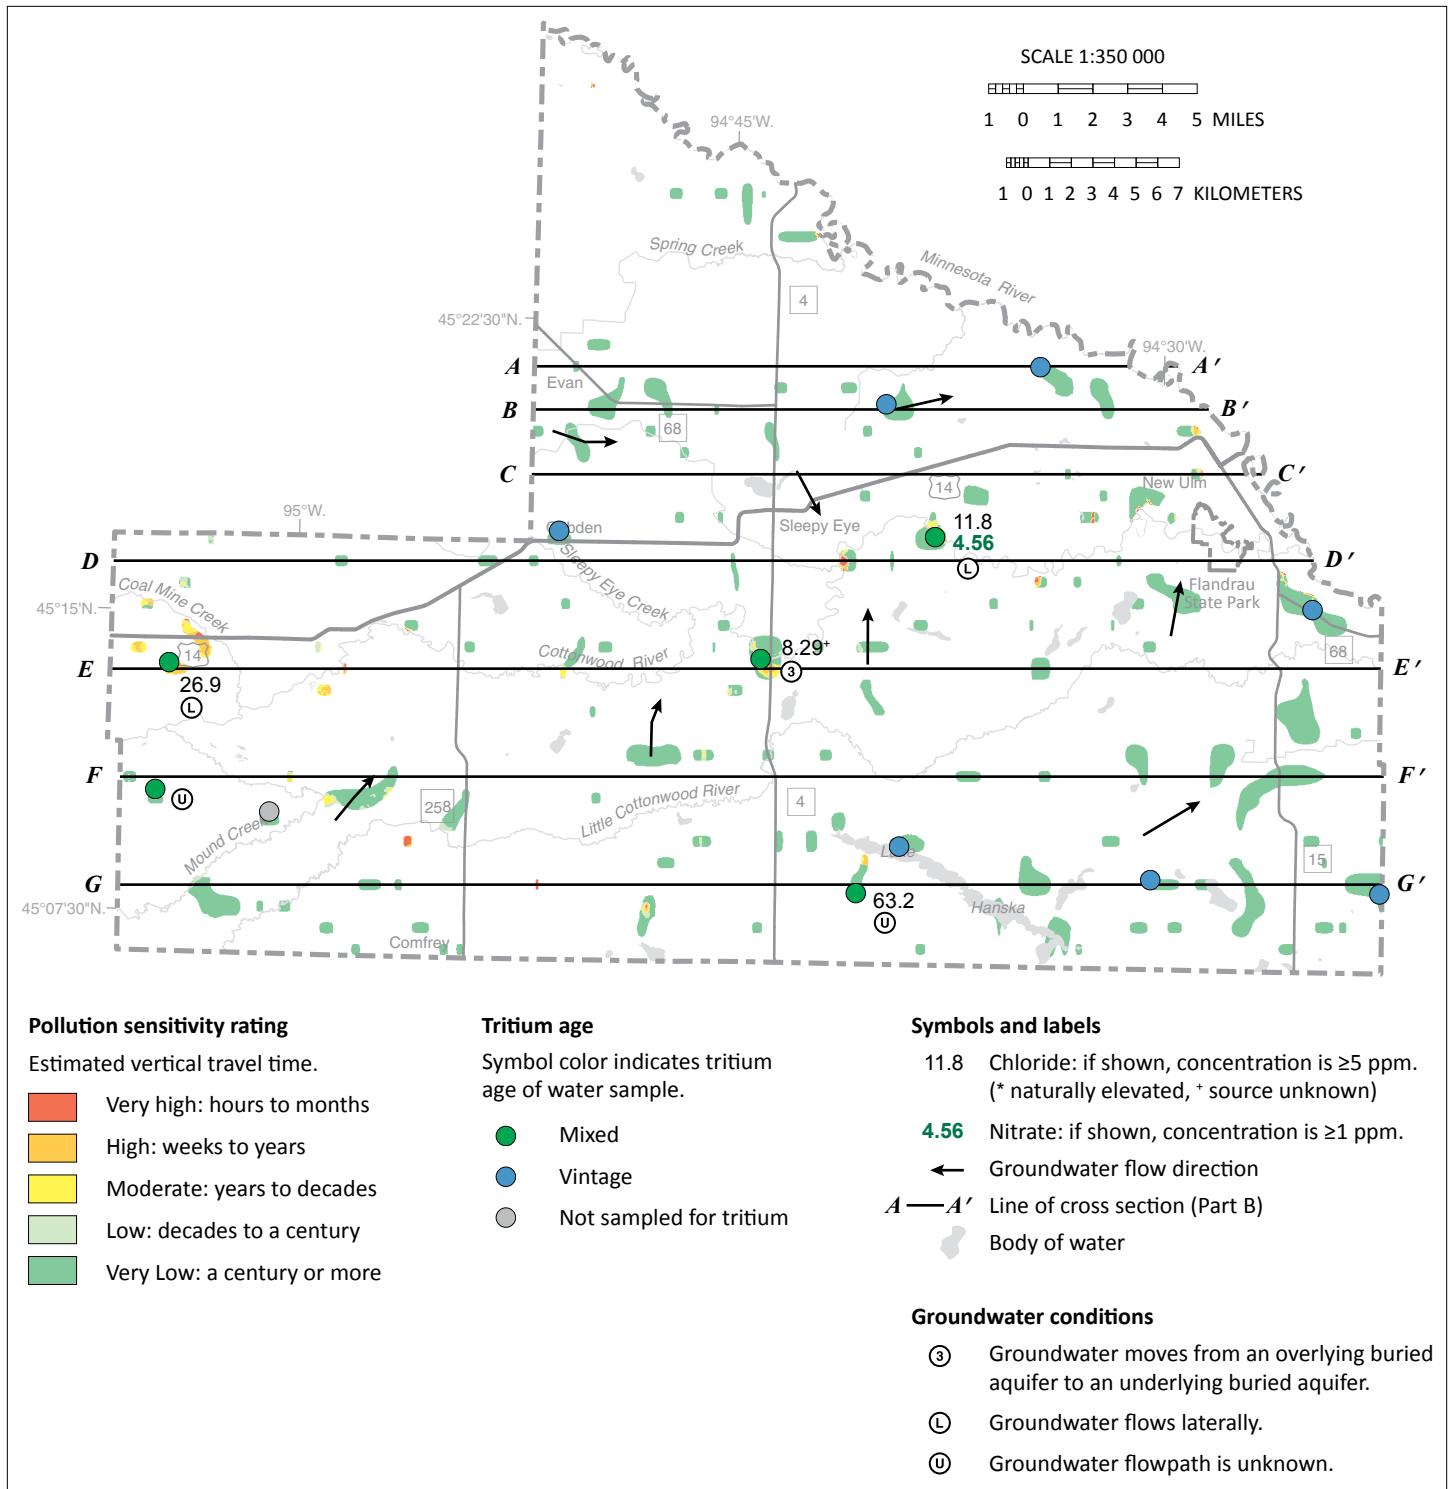 SCALE 1:350 000
1 0 1 2 3 4 5 MILES
1 0 1 2 3 4 5 6 7 KILOMETERS
94°45'W.
Spring Creek
Minnesota River
4
45°22'30"N.
94°30'W.
A A′
Evan
B B′
68
C C′
14
New Ulm
95°W.
Cobden
Sleepy Eye
11.8
4.56
L
D D′
Coal Mine Creek
Sleepy Eye Creek
Flandrau
State Park
45°15'N.
14
Cottonwood River
8.29+
3
68
E E′
26.9
L
F F′
U
258
Little Cottonwood River
4
Mound Creek
Lake
15
G G′
63.2
U
45°07'30"N.
Hanska
Comfrey
Pollution sensitivity rating
Estimated vertical travel time.
Very high: hours to months
High: weeks to years
Moderate: years to decades
Low: decades to a century
Very Low: a century or more
Tritium age
Symbol color indicates tritium
age of water sample.
Mixed
Vintage
Not sampled for tritium
Symbols and labels
11.8 Chloride: if shown, concentration is ≥5 ppm.
(* naturally elevated, + source unknown)
4.56 Nitrate: if shown, concentration is ≥1 ppm.
Groundwater flow direction
A — A′ Line of cross section (Part B)
Body of water
Groundwater conditions
3 Groundwater moves from an overlying buried
aquifer to an underlying buried aquifer.
L Groundwater flows laterally.
U Groundwater flowpath is unknown.